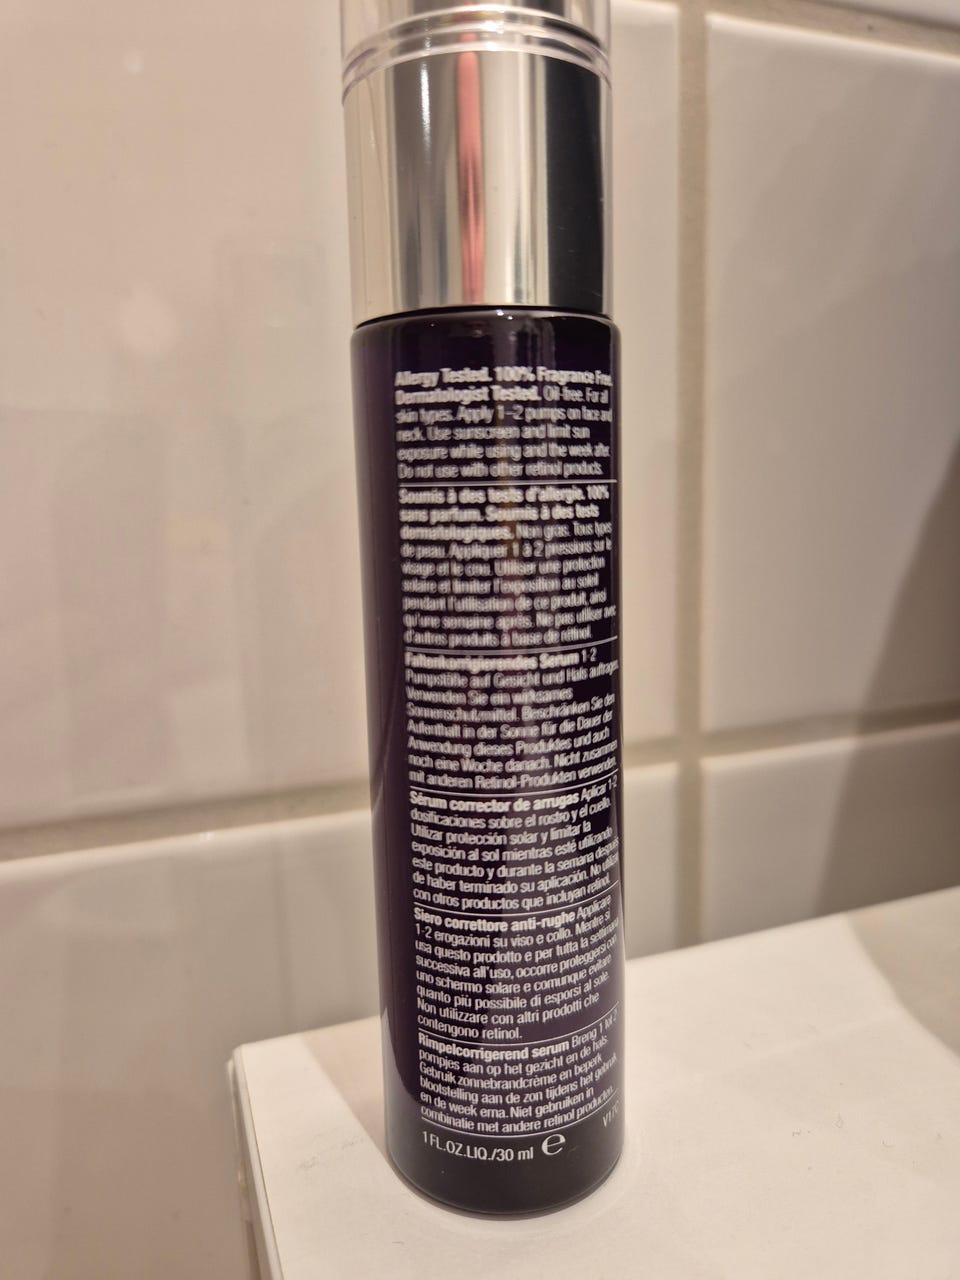 Allergy Tested. 100% Fragrance Free.
Dermatologist Tested. Oil-free. For all
skin types. Apply 1-2 pumps on face and
neck. Use sunscreen and limit sun
exposure while using and the week after.
Do not use with other retinol products.
Soumis à des tests d'allergie. 100%
sans parfum. Soumis à des tests
dermatologiques. Non gras. Tous types
de peau. Appliquer 1 à 2 pressions sur le
visage et le cou. Utiliser une protection
solaire et limiter l'exposition au soleil
pendant l'utilisation de ce produit, ainsi
qu'une semaine après. Ne pas utiliser avec
d'autres produits à base de rétinol.
Faltenkorrigierendes Serum 1-2
Pumpstöße auf Gesicht und Hals auftragen.
Verwenden Sie ein wirksames
Sonnenschutzmittel. Beschränken Sie den
Aufenthalt in der Sonne für die Dauer der
Anwendung dieses Produktes und auch
noch eine Woche danach. Nicht zusammen
mit anderen Retinol-Produkten verwenden.
Sérum corrector de arrugas Aplicar 1-2
dosificaciones sobre el rostro y el cuello.
Utilizar protección solar y limitar la
exposición al sol mientras esté utilizando
este producto y durante la semana después
de haber terminado su aplicación. No utilizar
con otros productos que incluyan retinol.
Siero correttore anti-rughe Applicare
1-2 erogazioni su viso e collo. Mentre si
usa questo prodotto e per tutta la settimana
successiva all'uso, occorre proteggersi con
uno schermo solare e comunque evitare
quanto più possibile di esporsi al sole.
Non utilizzare con altri prodotti che
contengono retinol.
Rimpelcorrigerend serum Breng 1 tot 2
pompjes aan op het gezicht en de hals.
Gebruik zonnebrandcrème en beperk
blootstelling aan de zon tijdens het gebruik
en de week erna. Niet gebruiken in
combinatie met andere retinol producten.
1 FL.OZ.LIQ./30 ml e